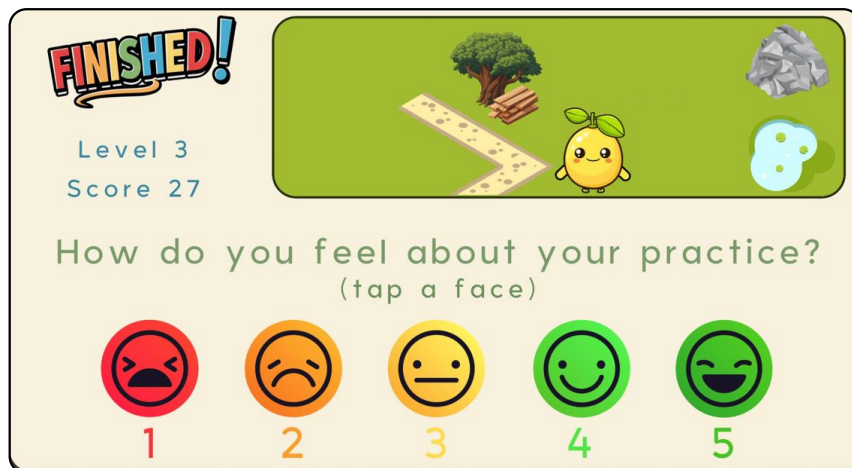 FINISHED!
Level 3
Score 27
How do you feel about your practice?
(tap a face)
1 2 3 4 5